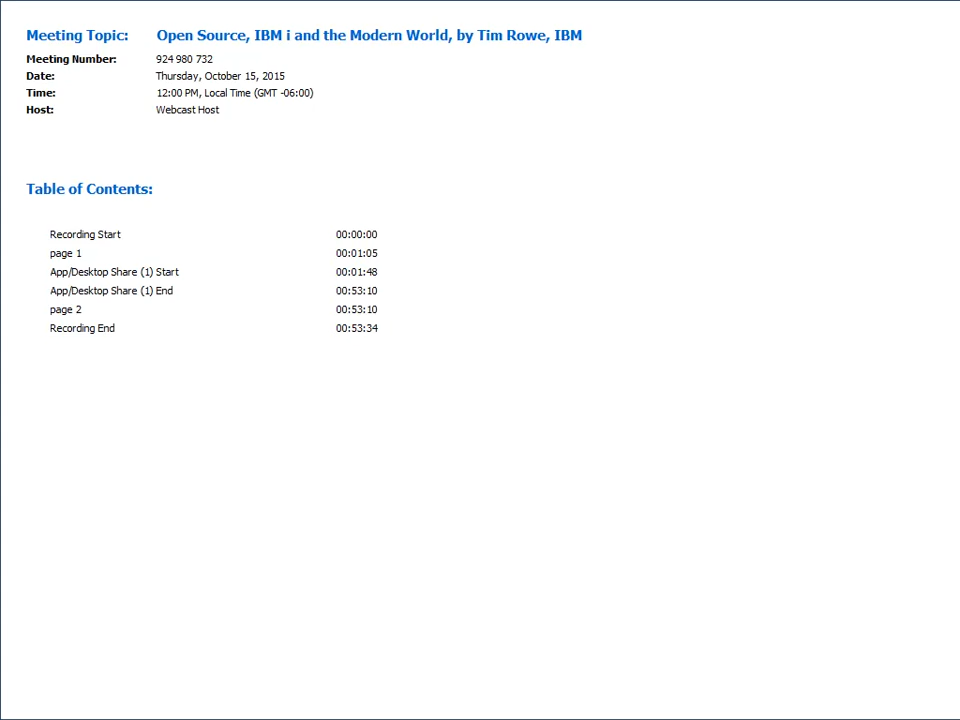 Meeting Topic: Open Source, IBM i and the Modern World, by Tim Rowe, IBM
Meeting Number: 924 980 732
Date: Thursday, October 15, 2015
Time: 12:00 PM, Local Time (GMT -06:00)
Host: Webcast Host
Table of Contents:
Recording Start 00:00:00
page 1 00:01:05
App/Desktop Share (1) Start 00:01:48
App/Desktop Share (1) End 00:53:10
page 2 00:53:10
Recording End 00:53:34